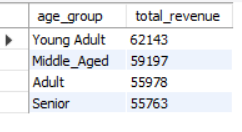 age_group total_revenue
Young Adult 62143
Middle_Aged 59197
Adult 55978
Senior 55763